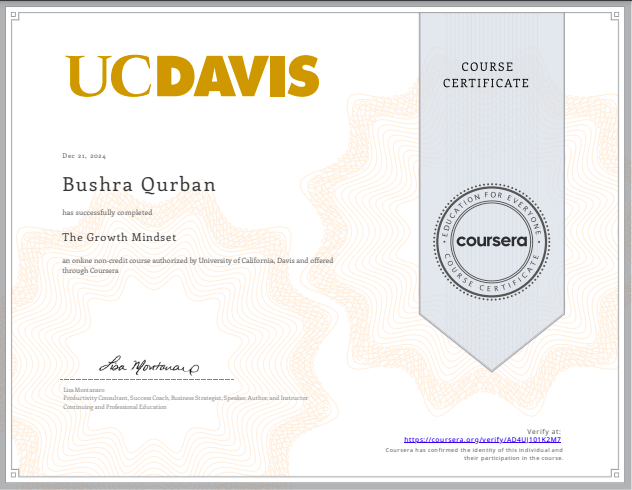 UCDAVIS
COURSE
CERTIFICATE
Dec 21, 2024
Bushra Qurban
has successfully completed
The Growth Mindset
an online non-credit course authorized by University of California, Davis and offered
through Coursera
EDUCATION FOR EVERYONE
coursera
COURSE CERTIFICATE
Lisa Montanaro
Lisa Montanaro
Productivity Consultant, Success Coach, Business Strategist, Speaker, Author, and Instructor
Continuing and Professional Education
Verify at:
https://coursera.org/verify/AD4UJ101K2M7
Coursera has confirmed the identity of this individual and
their participation in the course.